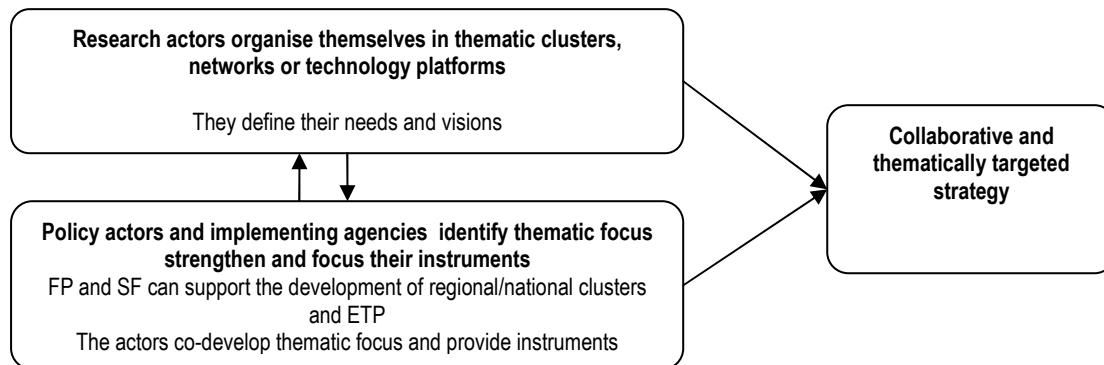 Research actors organise themselves in thematic clusters,
networks or technology platforms
They define their needs and visions
Policy actors and implementing agencies identify thematic focus
strengthen and focus their instruments
FP and SF can support the development of regional/national clusters
and ETP
The actors co-develop thematic focus and provide instruments
Collaborative and
thematically targeted
strategy